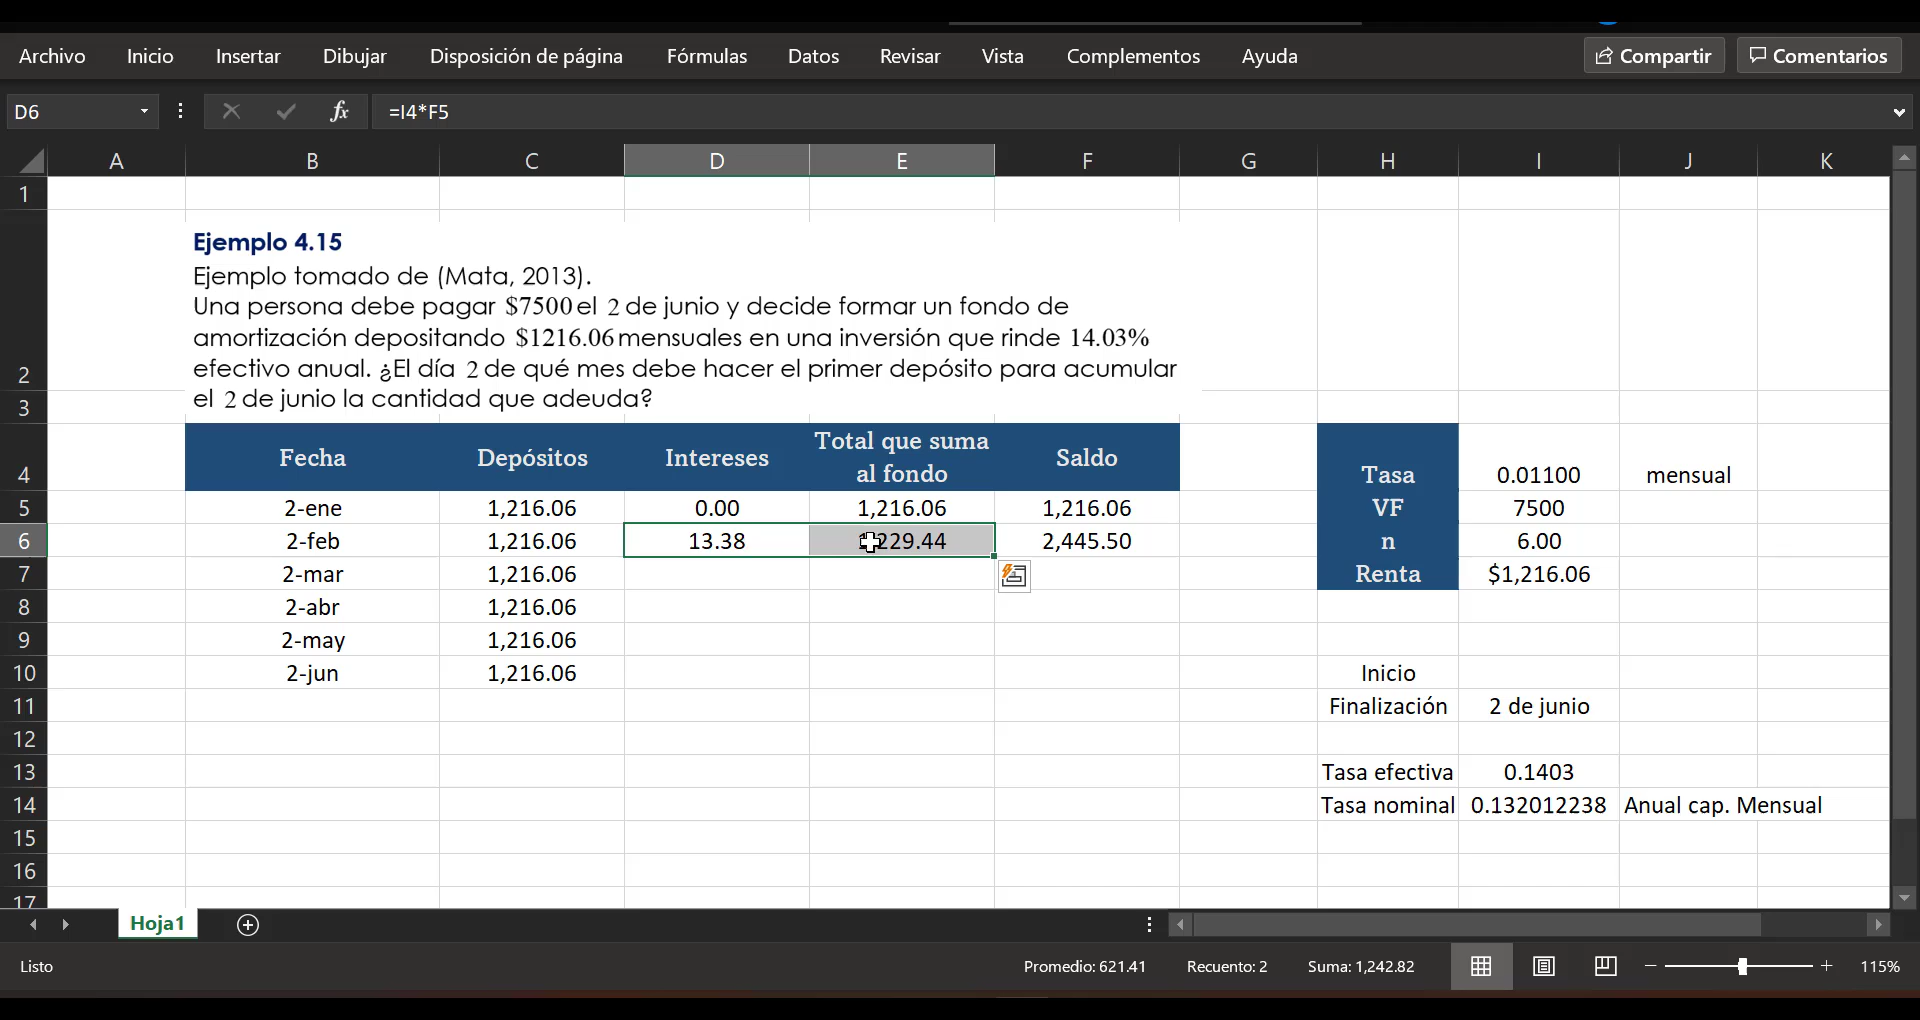 Archivo Inicio Insertar Dibujar Disposición de página Fórmulas Datos Revisar Vista Complementos Ayuda Compartir Comentarios
D6 fx =I4*F5
A B C D E F G H I J K
1
Ejemplo 4.15
Ejemplo tomado de (Mata, 2013).
Una persona debe pagar $7500 el 2 de junio y decide formar un fondo de
amortización depositando $1216.06 mensuales en una inversión que rinde 14.03%
2 efectivo anual. ¿El día 2 de qué mes debe hacer el primer depósito para acumular
3 el 2 de junio la cantidad que adeuda?
4 Fecha Depósitos Intereses Total que suma al fondo Saldo Tasa 0.01100 mensual
5 2-ene 1,216.06 0.00 1,216.06 1,216.06 VF 7500
6 2-feb 1,216.06 13.38 1,229.44 2,445.50 n 6.00
7 2-mar 1,216.06 Renta $1,216.06
8 2-abr 1,216.06
9 2-may 1,216.06
10 2-jun 1,216.06 Inicio
11 Finalización 2 de junio
12
13 Tasa efectiva 0.1403
14 Tasa nominal 0.132012238 Anual cap. Mensual
15
16
17
Hoja1
Listo Promedio: 621.41 Recuento: 2 Suma: 1,242.82 115%